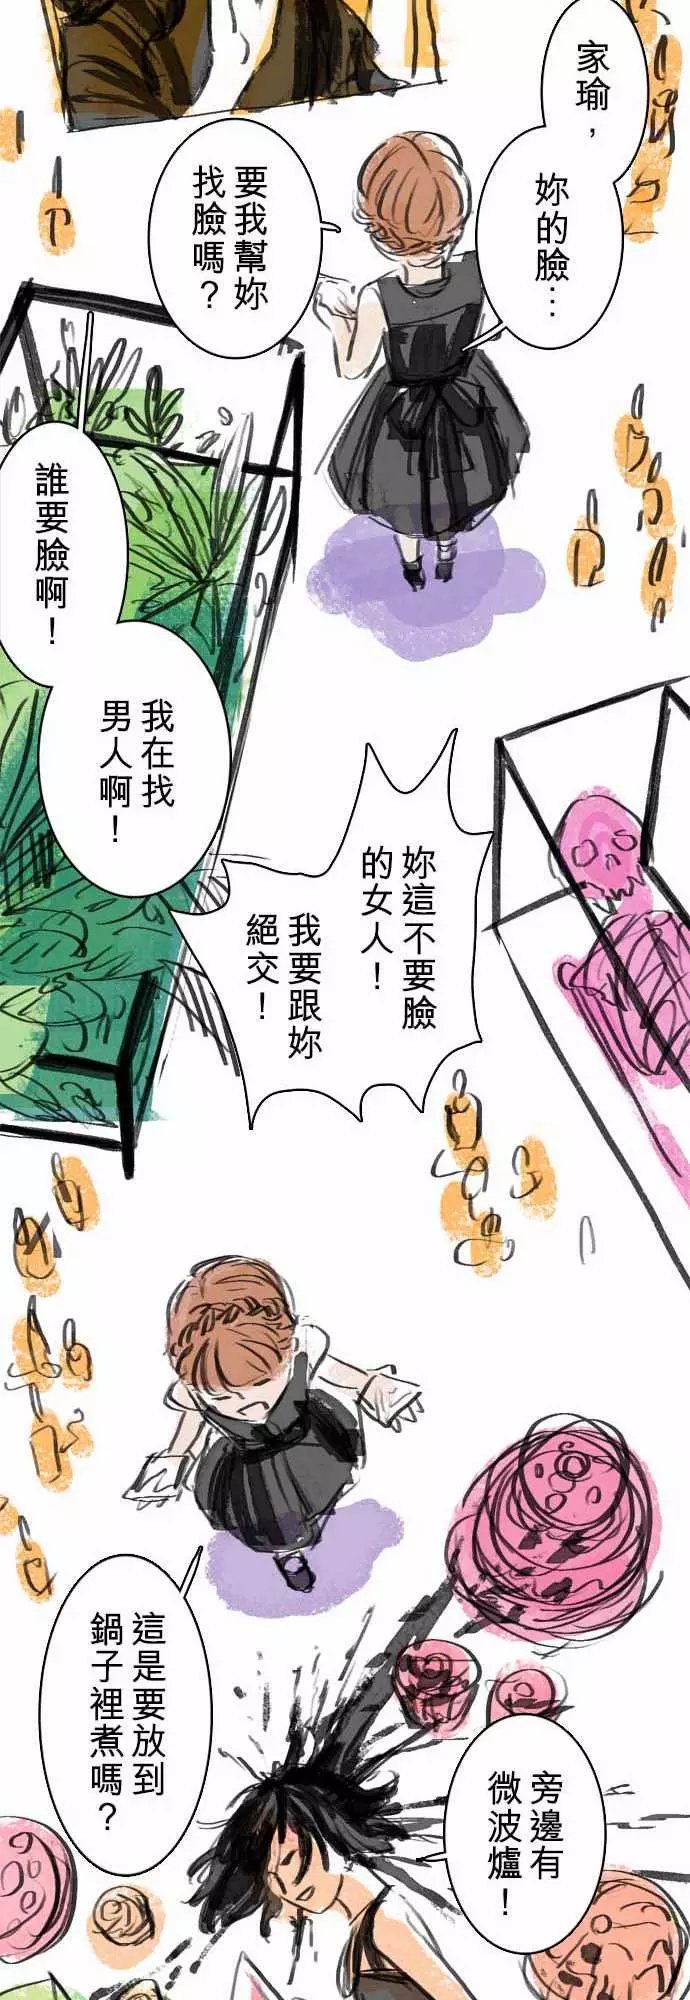 家瑜，
妳的臉…
要我幫妳
找臉嗎？
誰要臉啊！
我在找
男人啊！
妳這不要臉
的女人！
我要跟妳
絕交！
這是要放到
鍋子裡煮嗎？
旁邊有
微波爐！